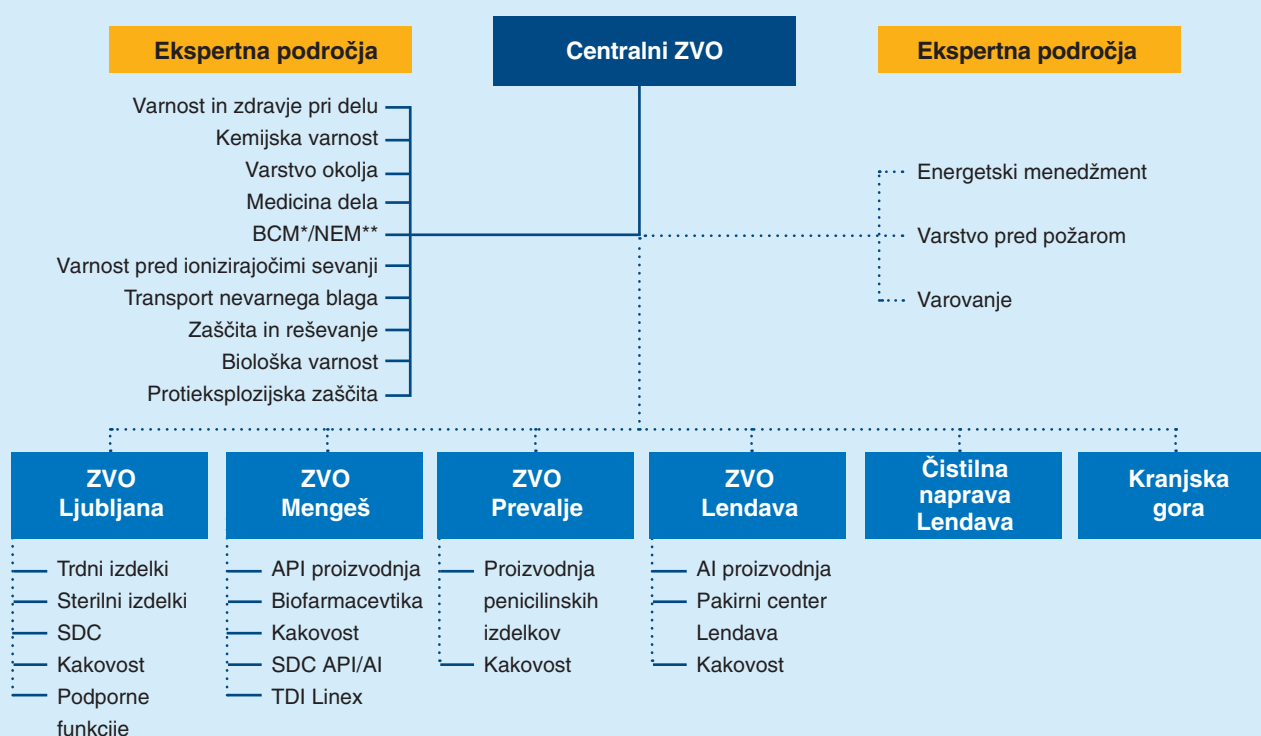 Ekspertna področja
Centralni ZVO
Ekspertna področja
Varnost in zdravje pri delu
Kemijska varnost
Varstvo okolja
Medicina dela
BCM*/NEM**
Varnost pred ionizirajočimi sevanji
Transport nevarnega blaga
Zaščita in reševanje
Biološka varnost
Protieksplozijska zaščita
Energetski menedžment
Varstvo pred požarom
Varovanje
ZVO
Ljubljana
Trdni izdelki
Sterilni izdelki
SDC
Kakovost
Podporne
funkcije
ZVO
Mengeš
API proizvodnja
Biofarmacevtika
Kakovost
SDC API/AI
TDI Linex
ZVO
Prevalje
Proizvodnja
penicilinskih
izdelkov
Kakovost
ZVO
Lendava
AI proizvodnja
Pakirni center
Lendava
Kakovost
Čistilna
naprava
Lendava
Kranjska
gora